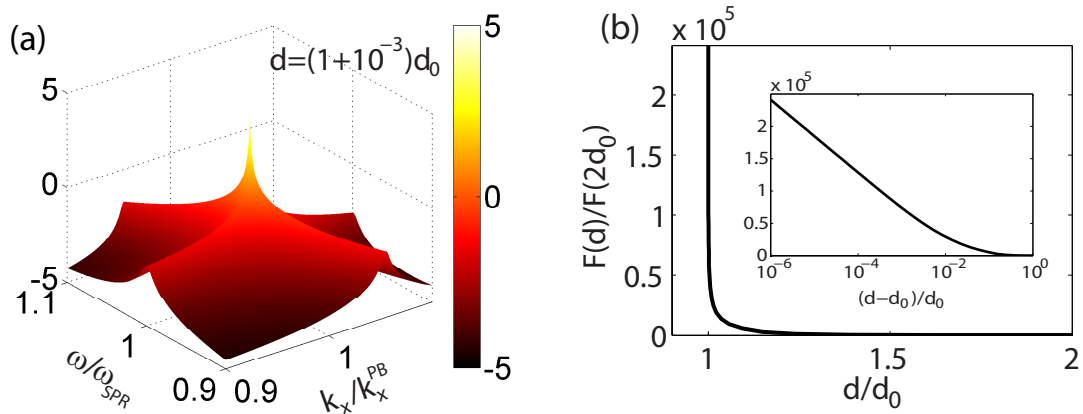 (a)
d=(1+10⁻³)d₀
5
0
-5
1.1
1
0.9
ω/ω_SPR
0.9
1
k_x/k_x^PB
5
0
-5
(b)
x 10⁵
2
1.5
1
0.5
0
F(d)/F(2d₀)
1
1.5
2
d/d₀
x 10⁵
2
1.5
1
0.5
0
10⁻⁶
10⁻⁴
10⁻²
10⁰
(d−d₀)/d₀